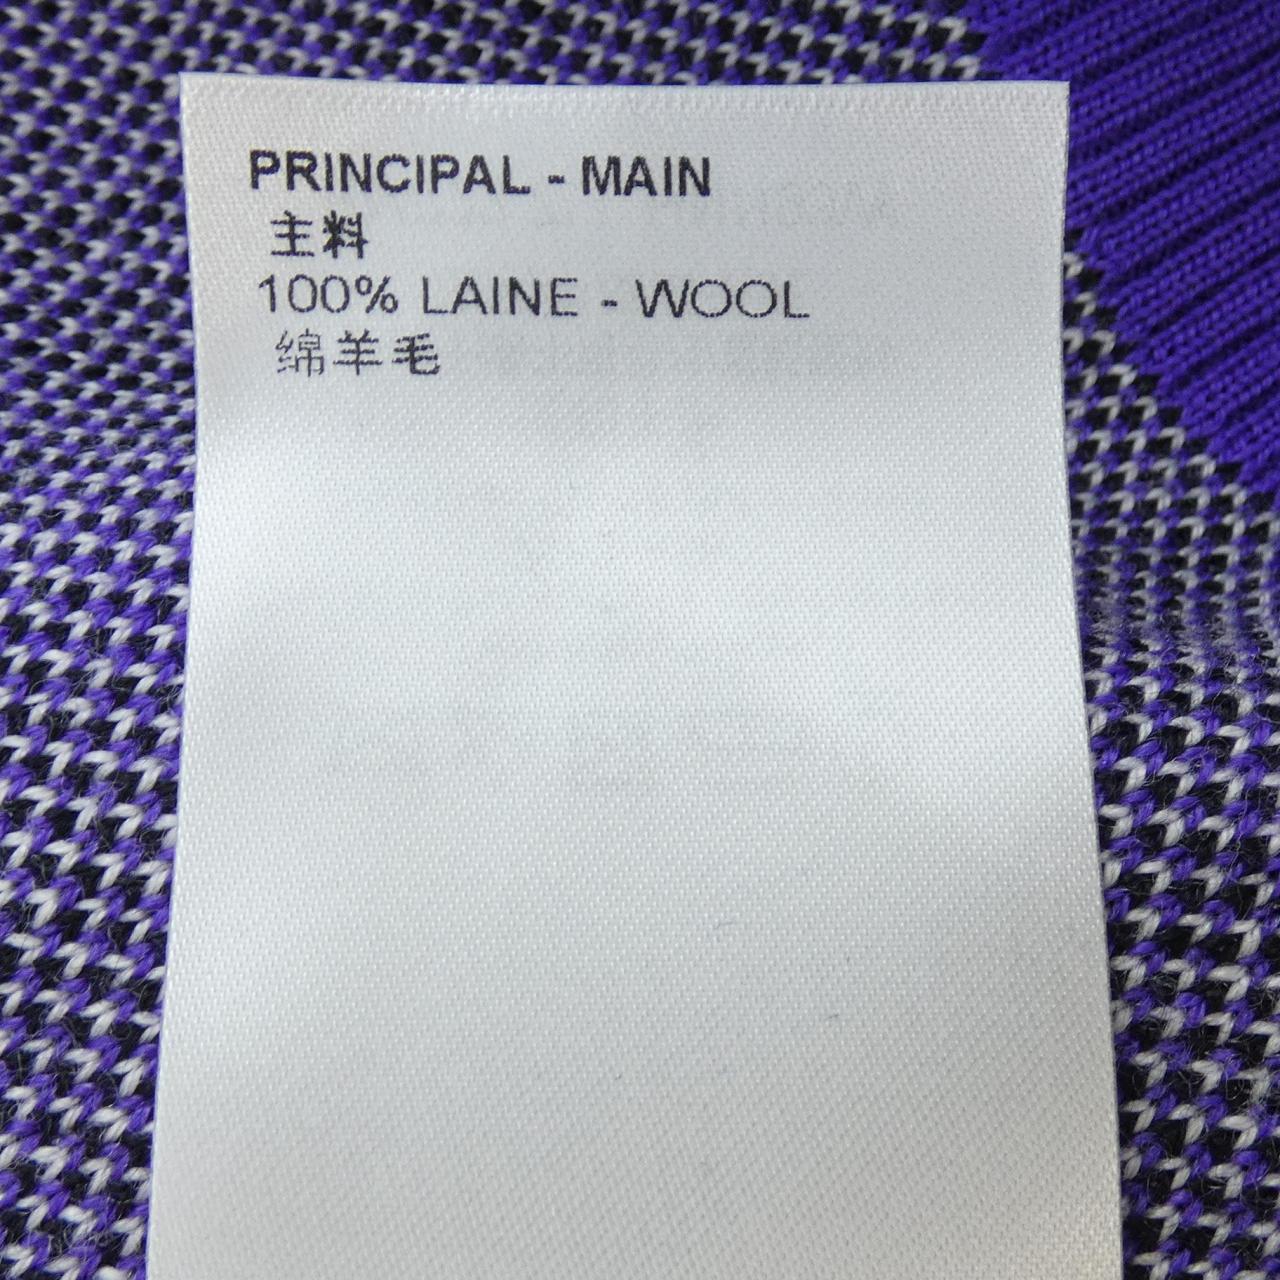 PRINCIPAL - MAIN
主料
100% LAINE - WOOL
绵羊毛